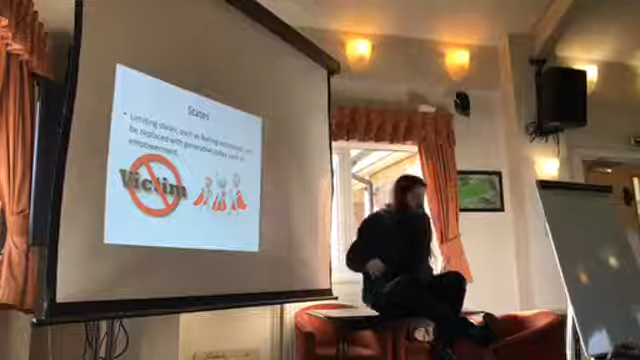 States
• Limiting states, such as feeling victimised, can
be replaced with generative states such as
empowerment.
Victim